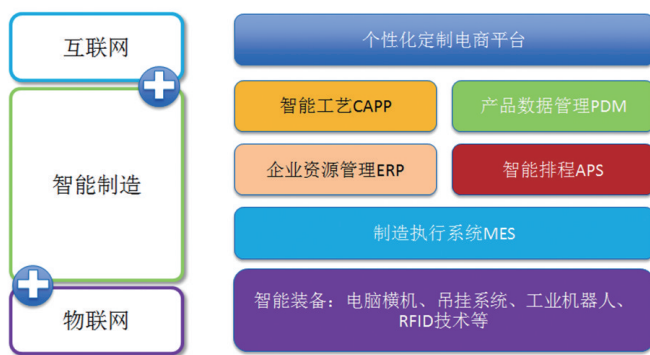 互联网
个性化定制电商平台
智能工艺CAPP
产品数据管理PDM
智能制造
企业资源管理ERP
智能排程APS
制造执行系统MES
物联网
智能装备：电脑横机、吊挂系统、工业机器人、
RFID技术等